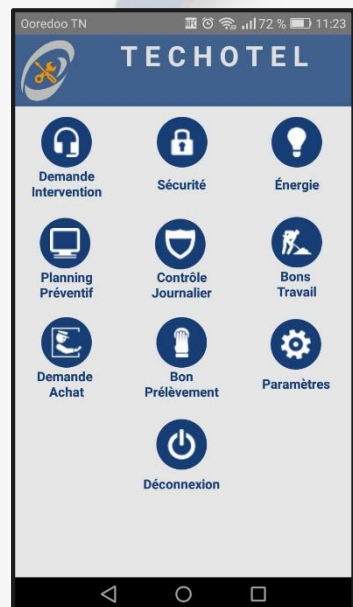 Ooredoo TN 72 % 11:23
TECHOTEL
Demande
Intervention
Sécurité
Énergie
Planning
Préventif
Contrôle
Journalier
Bons
Travail
Demande
Achat
Bon
Prélèvement
Paramètres
Déconnexion